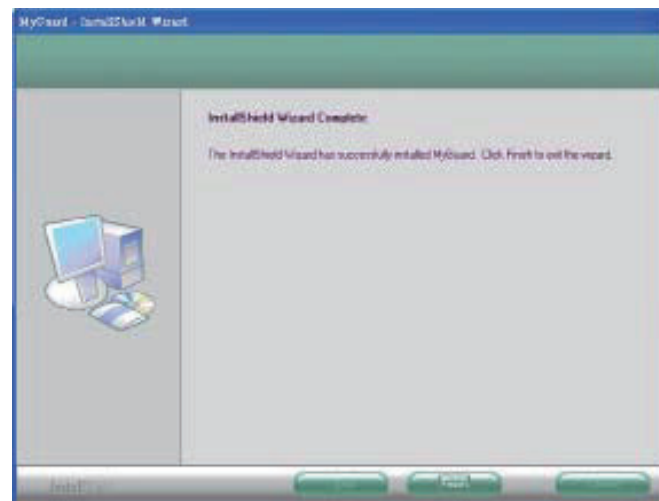 MyGuard - InstallShield Wizard
InstallShield Wizard Complete
The InstallShield Wizard has successfully installed MyGuard. Click Finish to exit the wizard.
Finish